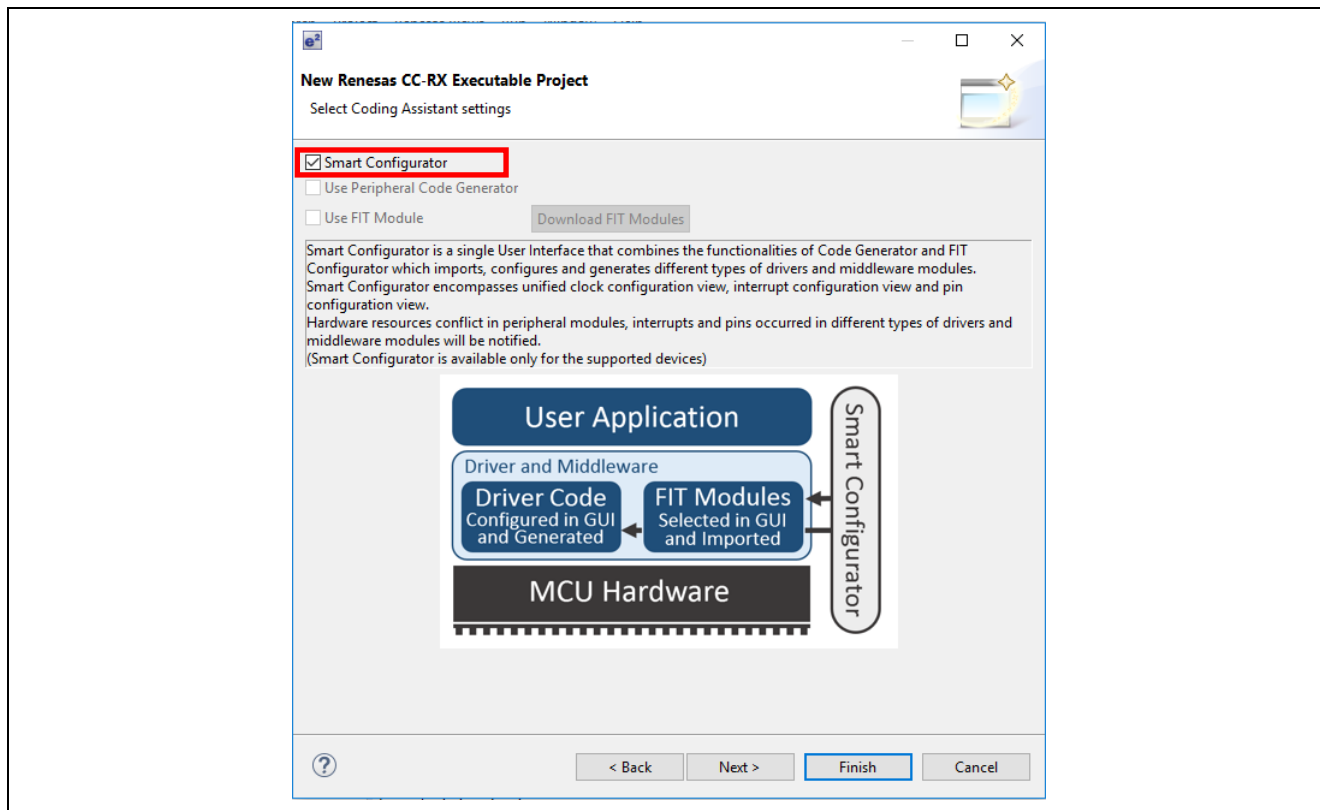 e²
New Renesas CC-RX Executable Project
Select Coding Assistant settings
Smart Configurator
Use Peripheral Code Generator
Use FIT Module
Download FIT Modules
Smart Configurator is a single User Interface that combines the functionalities of Code Generator and FIT
Configurator which imports, configures and generates different types of drivers and middleware modules.
Smart Configurator encompasses unified clock configuration view, interrupt configuration view and pin
configuration view.
Hardware resources conflict in peripheral modules, interrupts and pins occurred in different types of drivers and
middleware modules will be notified.
(Smart Configurator is available only for the supported devices)
User Application
Driver and Middleware
Driver Code
Configured in GUI
and Generated
FIT Modules
Selected in GUI
and Imported
MCU Hardware
Smart Configurator
?
< Back
Next >
Finish
Cancel